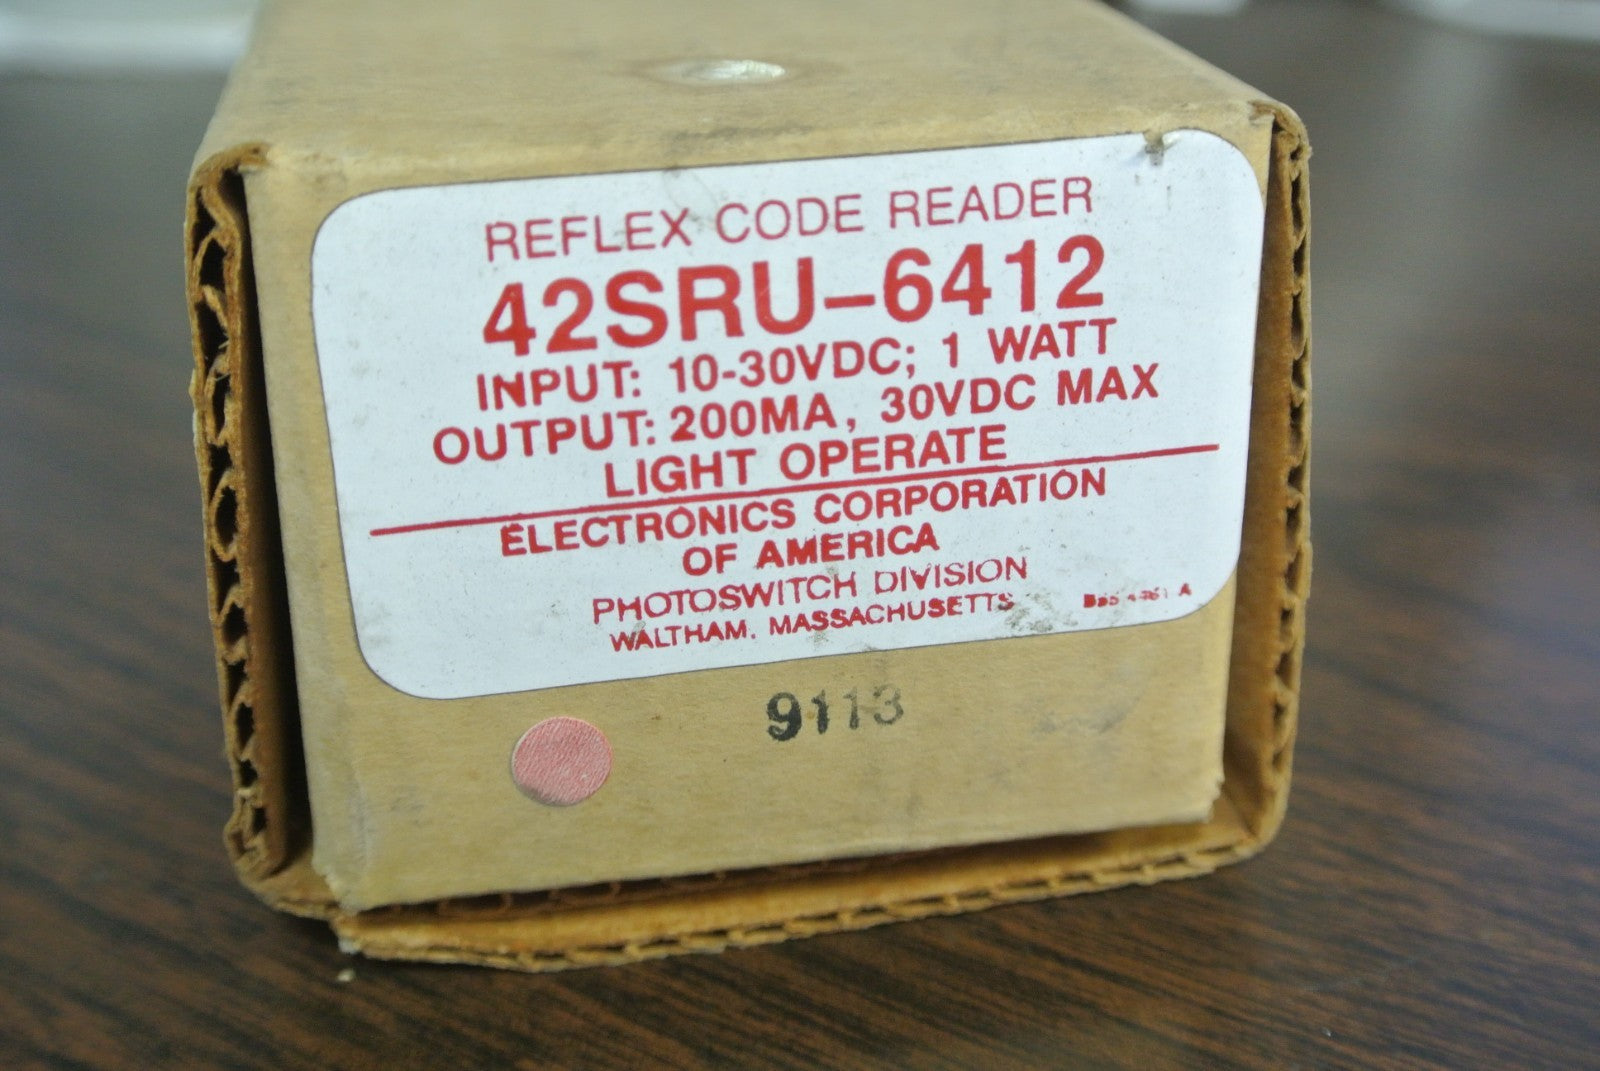 REFLEX CODE READER
42SRU-6412
INPUT: 10-30VDC; 1 WATT
OUTPUT: 200MA, 30VDC MAX
LIGHT OPERATE
ELECTRONICS CORPORATION
OF AMERICA
PHOTOSWITCH DIVISION
WALTHAM, MASSACHUSETTS
9113